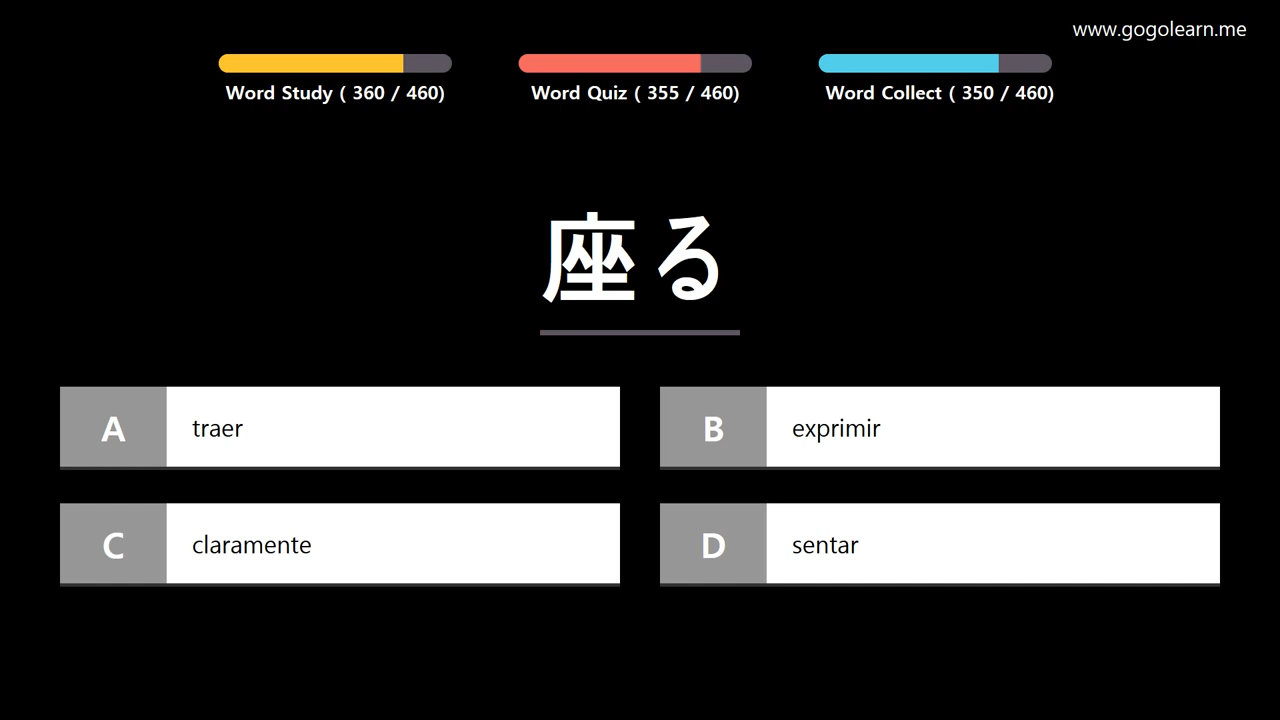 www.gogolearn.me
Word Study ( 360 / 460)
Word Quiz ( 355 / 460)
Word Collect ( 350 / 460)
座る
A traer
B exprimir
C claramente
D sentar